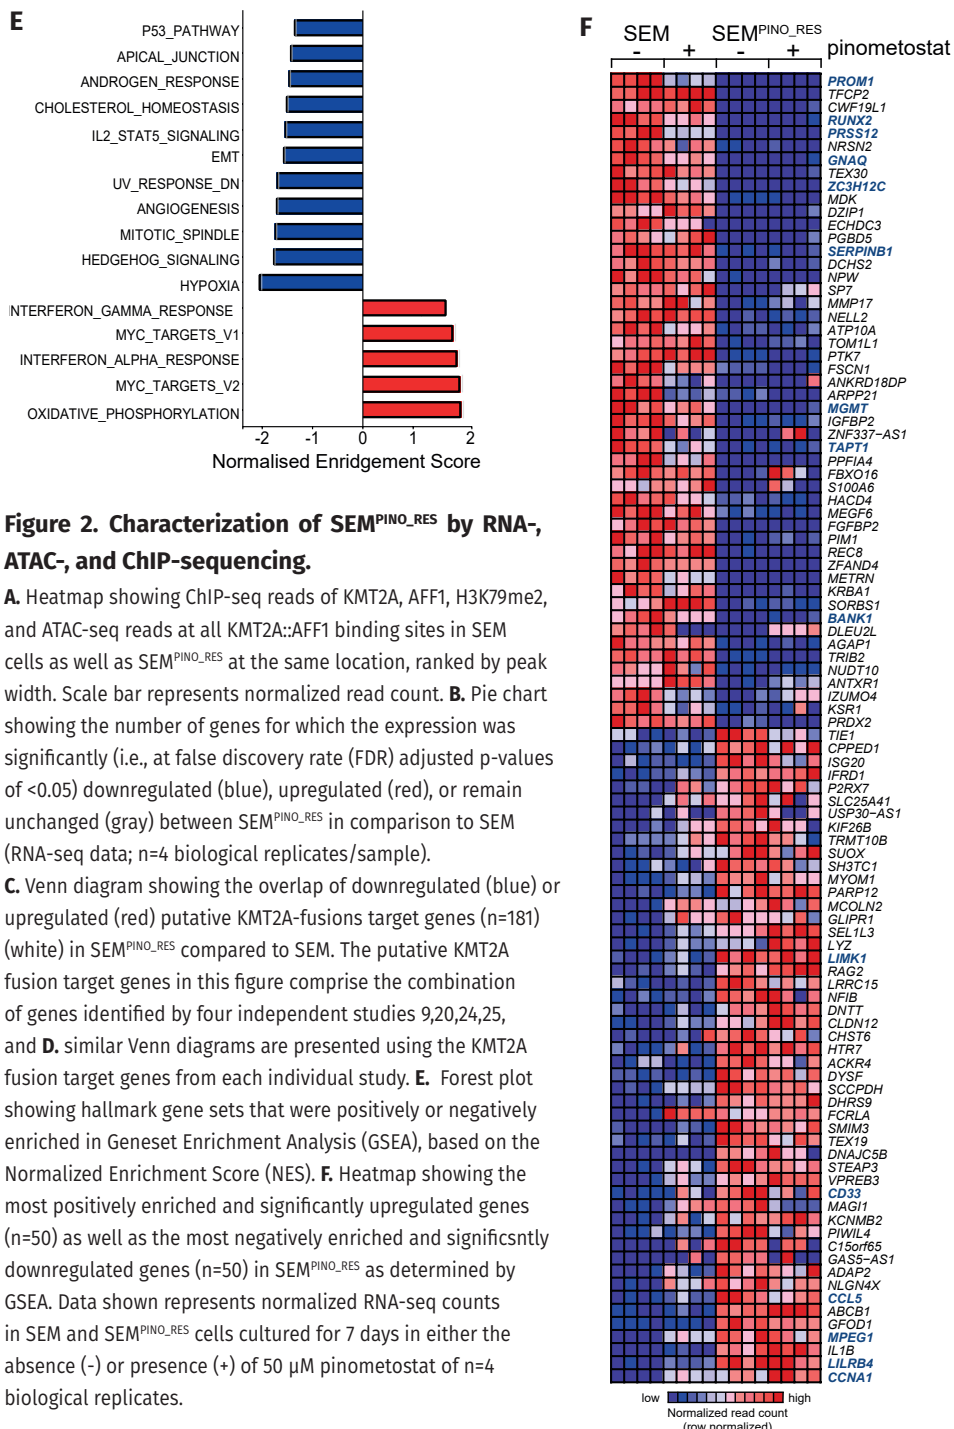 E
P53_PATHWAY
APICAL_JUNCTION
ANDROGEN_RESPONSE
CHOLESTEROL_HOMEOSTASIS
IL2_STAT5_SIGNALING
EMT
UV_RESPONSE_DN
ANGIOGENESIS
MITOTIC_SPINDLE
HEDGEHOG_SIGNALING
HYPOXIA
NTERFERON_GAMMA_RESPONSE
MYC_TARGETS_V1
INTERFERON_ALPHA_RESPONSE
MYC_TARGETS_V2
OXIDATIVE_PHOSPHORYLATION
-2 -1 0 1 2
Normalised Enridgement Score
Figure 2. Characterization of SEMPINO_RES by RNA-,
ATAC-, and ChIP-sequencing.
A. Heatmap showing ChIP-seq reads of KMT2A, AFF1, H3K79me2,
and ATAC-seq reads at all KMT2A::AFF1 binding sites in SEM
cells as well as SEMPINO_RES at the same location, ranked by peak
width. Scale bar represents normalized read count. B. Pie chart
showing the number of genes for which the expression was
significantly (i.e., at false discovery rate (FDR) adjusted p-values
of <0.05) downregulated (blue), upregulated (red), or remain
unchanged (gray) between SEMPINO_RES in comparison to SEM
(RNA-seq data; n=4 biological replicates/sample).
C. Venn diagram showing the overlap of downregulated (blue) or
upregulated (red) putative KMT2A-fusions target genes (n=181)
(white) in SEMPINO_RES compared to SEM. The putative KMT2A
fusion target genes in this figure comprise the combination
of genes identified by four independent studies 9,20,24,25,
and D. similar Venn diagrams are presented using the KMT2A
fusion target genes from each individual study. E. Forest plot
showing hallmark gene sets that were positively or negatively
enriched in Geneset Enrichment Analysis (GSEA), based on the
Normalized Enrichment Score (NES). F. Heatmap showing the
most positively enriched and significantly upregulated genes
(n=50) as well as the most negatively enriched and significsntly
downregulated genes (n=50) in SEMPINO_RES as determined by
GSEA. Data shown represents normalized RNA-seq counts
in SEM and SEMPINO_RES cells cultured for 7 days in either the
absence (-) or presence (+) of 50 µM pinometostat of n=4
biological replicates.
F
SEM SEMPINO_RES
- + - + pinometostat
PROM1
TFCP2
CWF19L1
RUNX2
PRSS12
NRSN2
GNAQ
TEX30
ZC3H12C
MDK
DZIP1
ECHDC3
PGBD5
SERPINB1
DCHS2
NPW
SP7
MMP17
NELL2
ATP10A
TOM1L1
PTK7
FSCN1
ANKRD18DP
ARPP21
MGMT
IGFBP2
ZNF337−AS1
TAPT1
PPFIA4
FBXO16
S100A6
HACD4
MEGF6
FGFBP2
PIM1
REC8
ZFAND4
METRN
KRBA1
SORBS1
BANK1
DLEU2L
AGAP1
TRIB2
NUDT10
ANTXR1
IZUMO4
KSR1
PRDX2
TIE1
CPPED1
ISG20
IFRD1
P2RX7
SLC25A41
USP30−AS1
KIF26B
TRMT10B
SUOX
SH3TC1
MYOM1
PARP12
MCOLN2
GLIPR1
SEL1L3
LYZ
LIMK1
RAG2
LRRC15
NFIB
DNTT
CLDN12
CHST6
HTR7
ACKR4
DYSF
SCCPDH
DHRS9
FCRLA
SMIM3
TEX19
DNAJC5B
STEAP3
VPREB3
CD33
MAGI1
KCNMB2
PIWIL4
C15orf65
GAS5−AS1
ADAP2
NLGN4X
CCL5
ABCB1
GFOD1
MPEG1
IL1B
LILRB4
CCNA1
low high
Normalized read count
(row normalized)